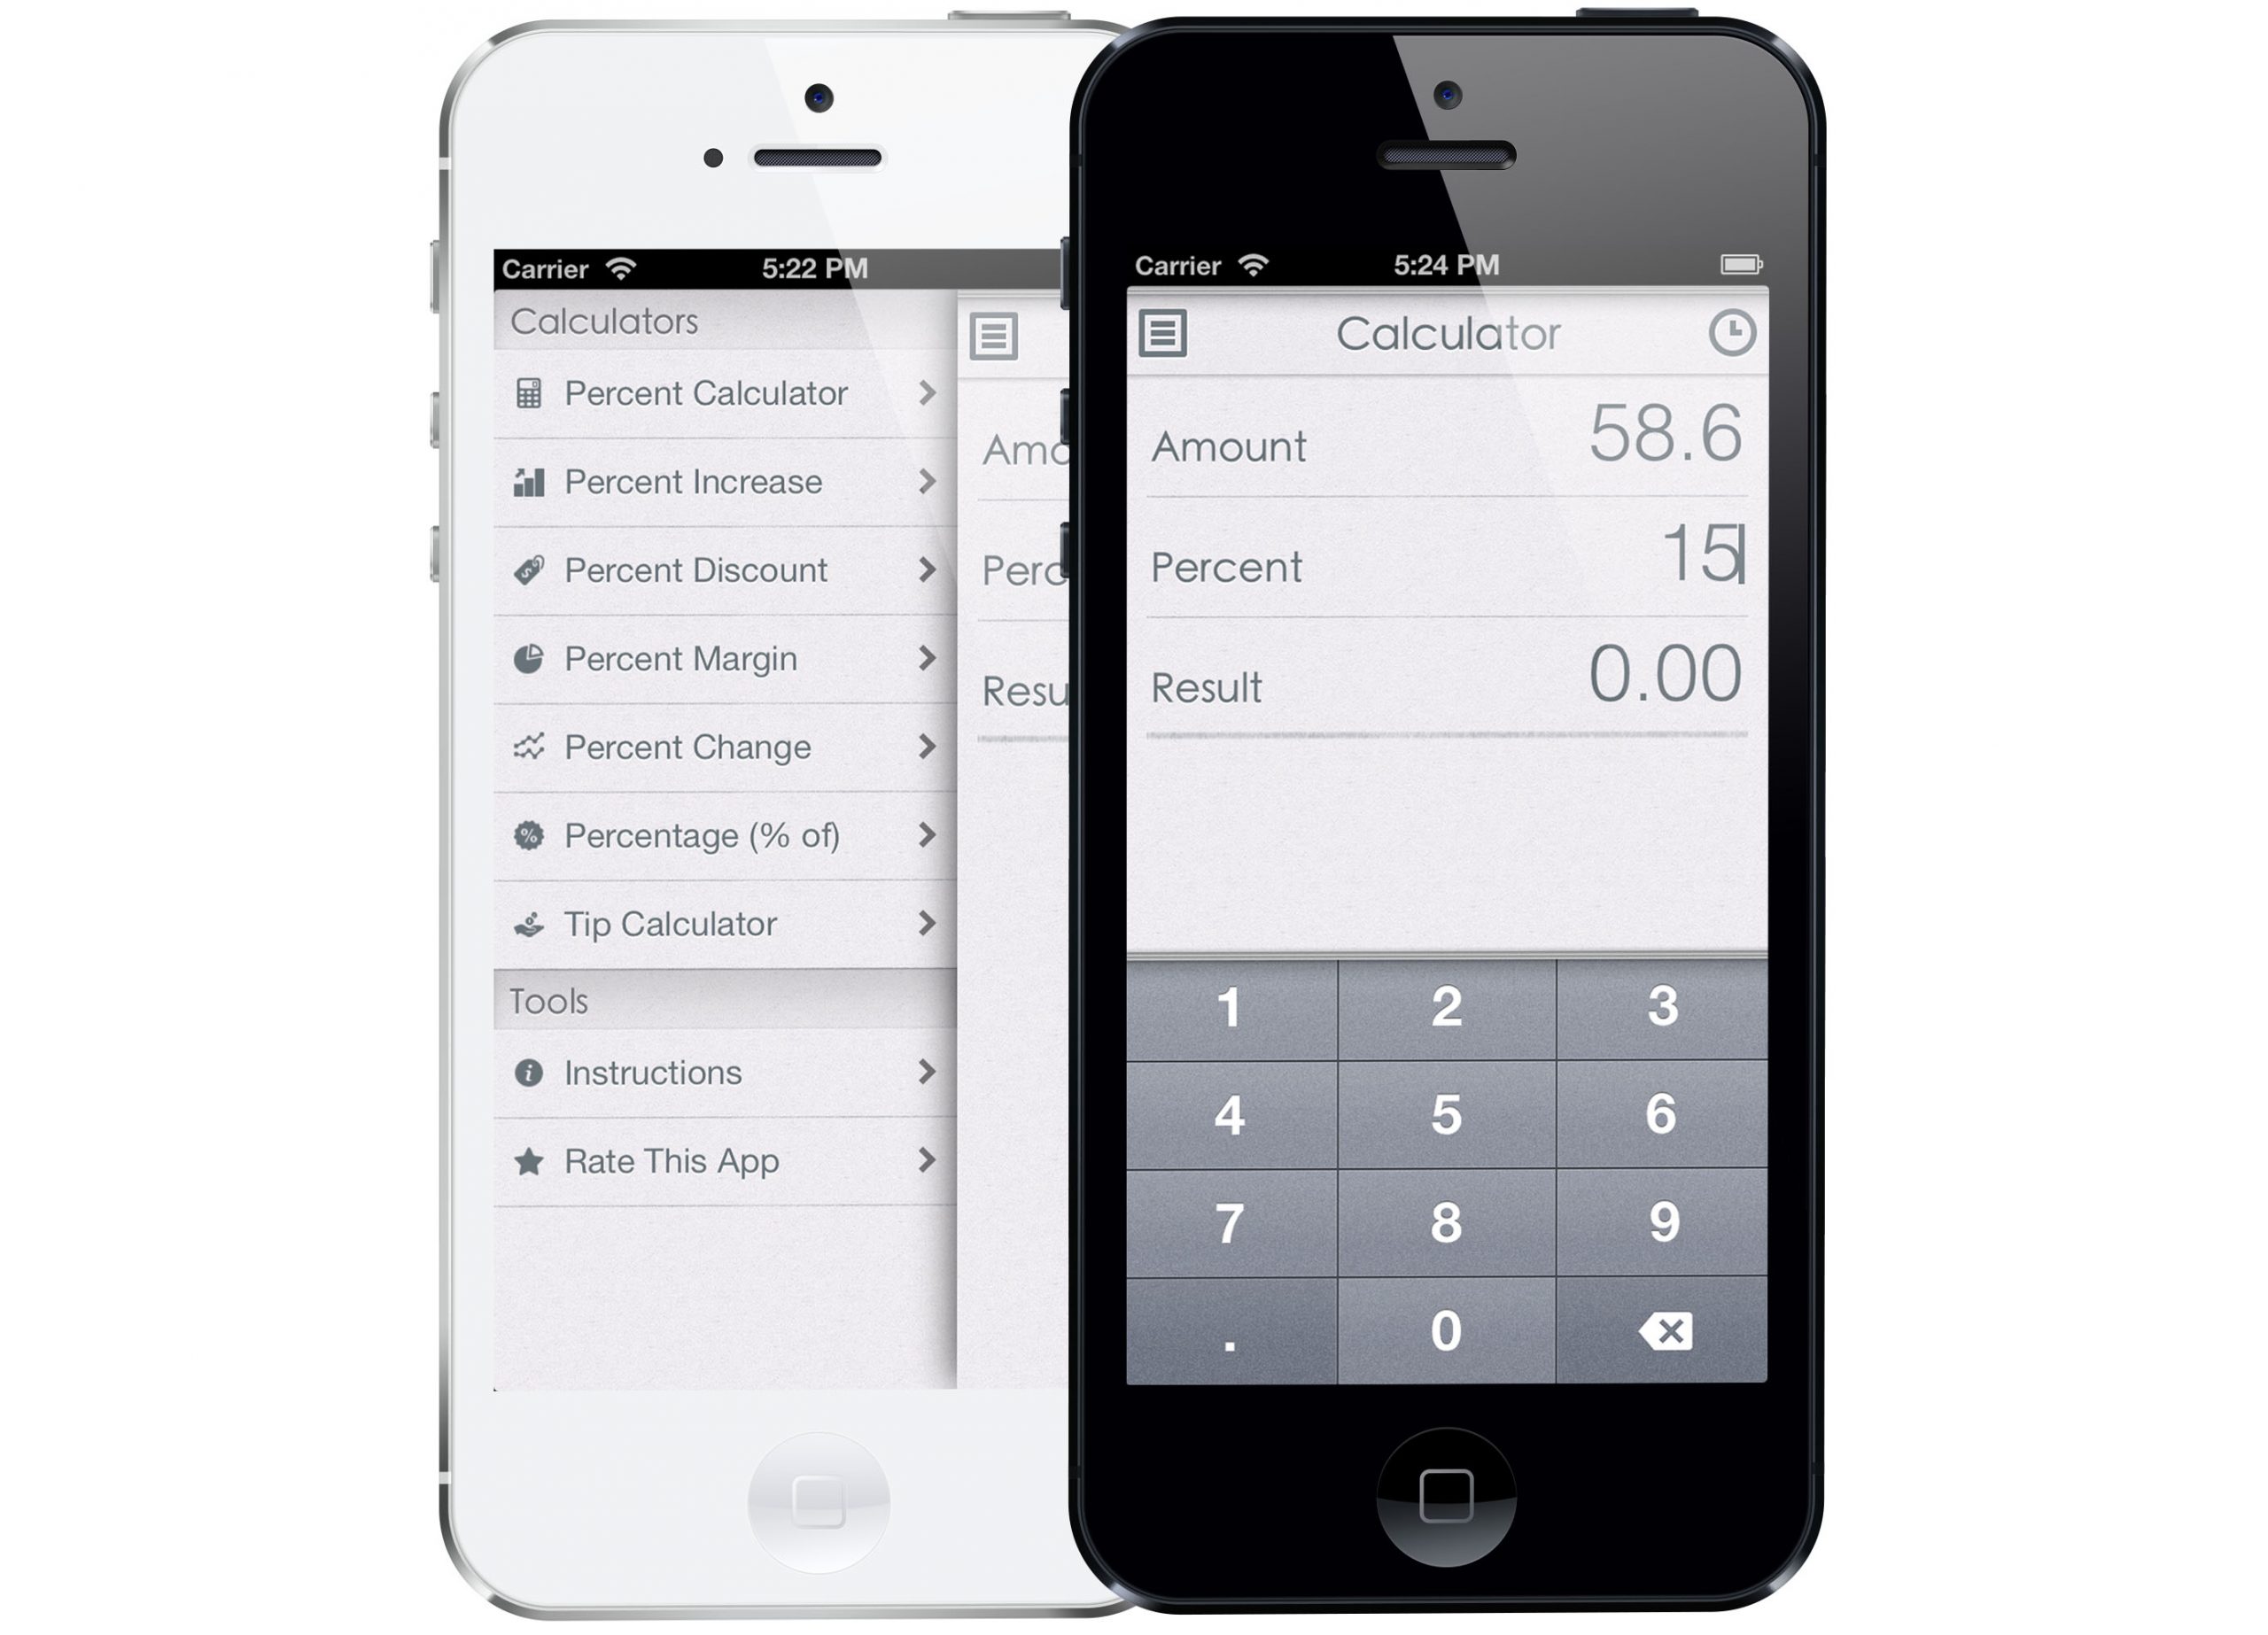 Carrier 5:22 PM
Calculators
Percent Calculator
Percent Increase
Percent Discount
Percent Margin
Percent Change
Percentage (% of)
Tip Calculator
Tools
Instructions
Rate This App
Amo
Perc
Resu
Carrier 5:24 PM
Calculator
Amount 58.6
Percent 15
Result 0.00
1 2 3
4 5 6
7 8 9
. 0